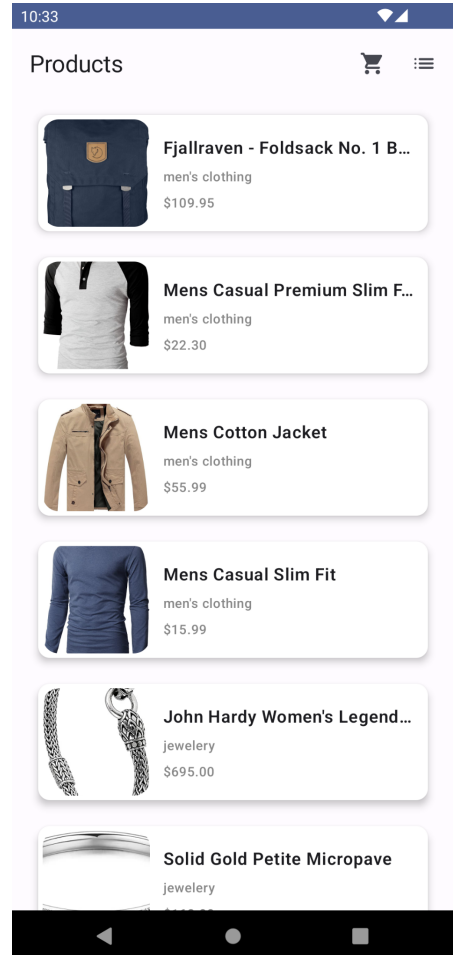 10:33
Products
Fjallraven - Foldsack No. 1 B...
men's clothing
$109.95
Mens Casual Premium Slim F...
men's clothing
$22.30
Mens Cotton Jacket
men's clothing
$55.99
Mens Casual Slim Fit
men's clothing
$15.99
John Hardy Women's Legend...
jewelery
$695.00
Solid Gold Petite Micropave
jewelery